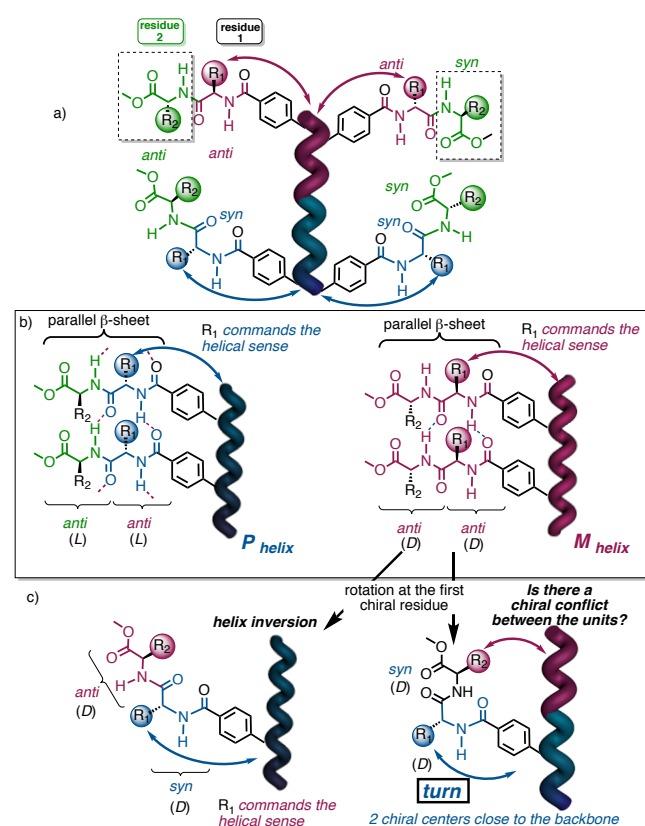 residue 2
residue 1
anti
syn
R1
R1
R2
R2
a)
anti
anti
syn
syn
syn
R2
R2
R1
R1
b)
parallel β-sheet
R1 commands the helical sense
parallel β-sheet
R1 commands the helical sense
R1
R1
R2
R2
R1
R1
R2
R2
anti
(L)
anti
(L)
P helix
anti
(D)
anti
(D)
M helix
c)
rotation at the first chiral residue
helix inversion
Is there a chiral conflict between the units?
R2
anti
(D)
R1
syn
(D)
R1 commands the helical sense
R2
syn
(D)
R1
(D)
turn
2 chiral centers close to the backbone